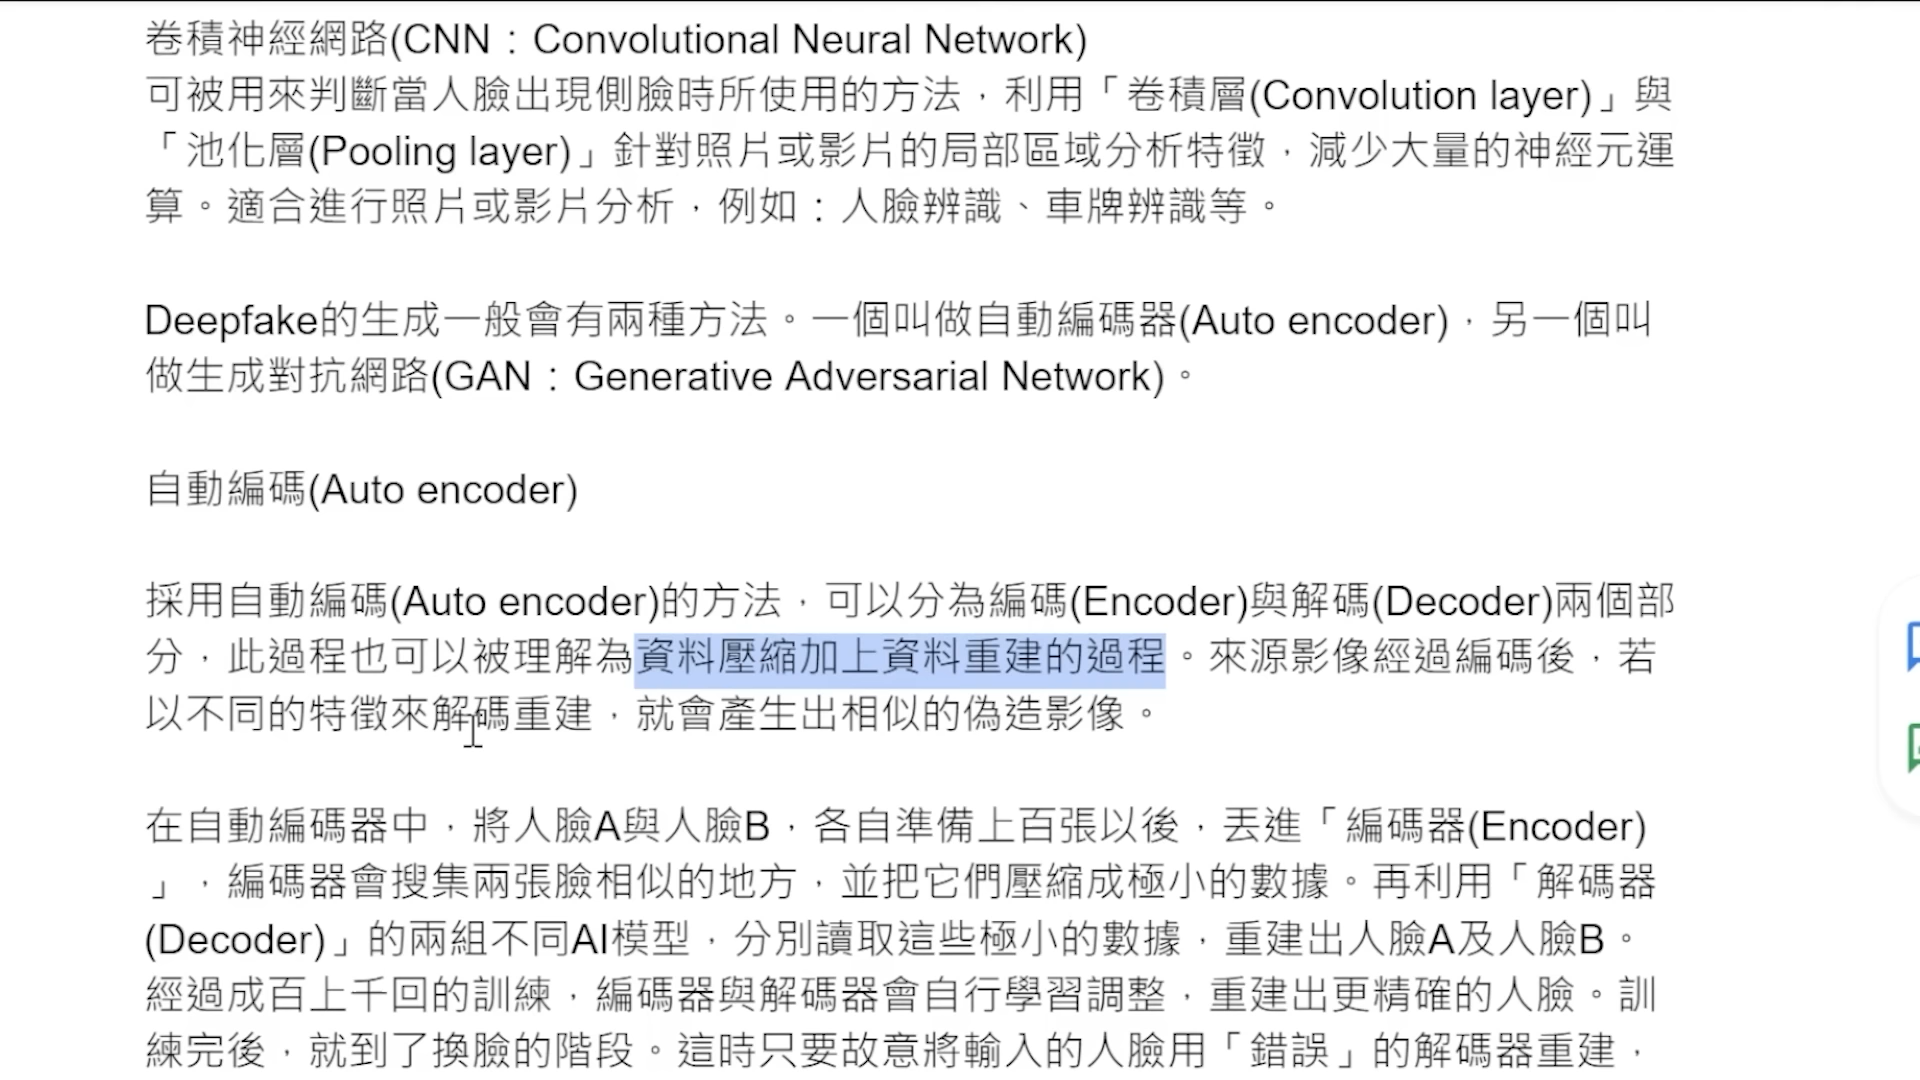 卷積神經網路(CNN：Convolutional Neural Network)
可被用來判斷當人臉出現側臉時所使用的方法，利用「卷積層(Convolution layer)」與
「池化層(Pooling layer)」針對照片或影片的局部區域分析特徵，減少大量的神經元運
算。適合進行照片或影片分析，例如：人臉辨識、車牌辨識等。
Deepfake的生成一般會有兩種方法。一個叫做自動編碼器(Auto encoder)，另一個叫
做生成對抗網路(GAN：Generative Adversarial Network)。
自動編碼(Auto encoder)
採用自動編碼(Auto encoder)的方法，可以分為編碼(Encoder)與解碼(Decoder)兩個部
分，此過程也可以被理解為資料壓縮加上資料重建的過程。來源影像經過編碼後，若
以不同的特徵來解碼重建，就會產生出相似的偽造影像。
在自動編碼器中，將人臉A與人臉B，各自準備上百張以後，丟進「編碼器(Encoder)
」，編碼器會搜集兩張臉相似的地方，並把它們壓縮成極小的數據。再利用「解碼器
(Decoder)」的兩組不同AI模型，分別讀取這些極小的數據，重建出人臉A及人臉B。
經過成百上千回的訓練，編碼器與解碼器會自行學習調整，重建出更精確的人臉。訓
練完後，就到了換臉的階段。這時只要故意將輸入的人臉用「錯誤」的解碼器重建，